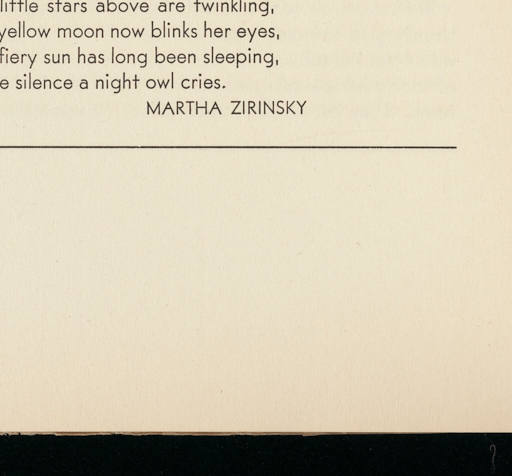 little stars above are twinkling,
yellow moon now blinks her eyes,
fiery sun has long been sleeping,
e silence a night owl cries.
MARTHA ZIRINSKY